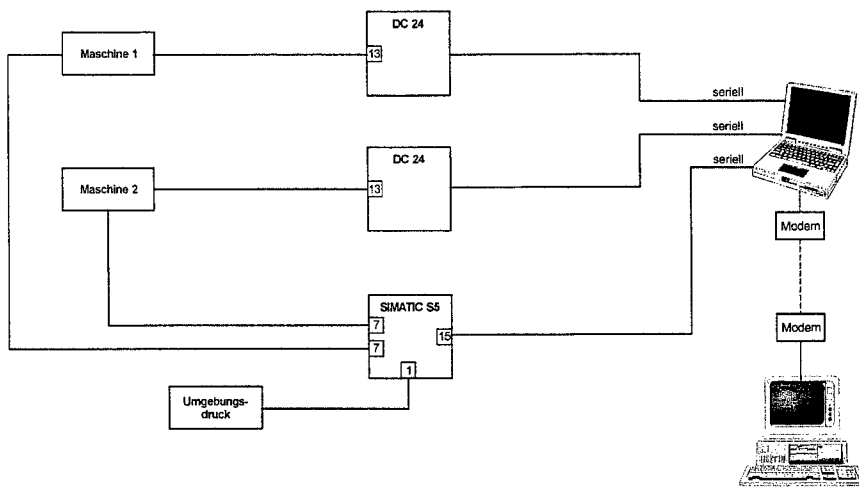 DC 24
Maschine 1
13
seriell
seriell
DC 24
seriell
Maschine 2
13
Modem
SIMATIC S5
7
15
Modem
7
1
Umgebungs-
druck